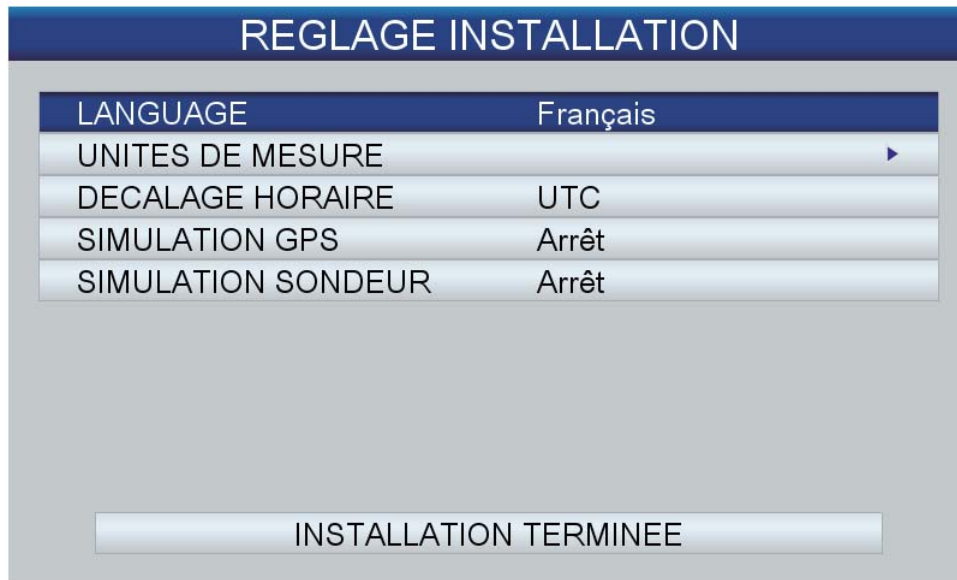 REGLAGE INSTALLATION
LANGUAGE Français
UNITES DE MESURE
DECALAGE HORAIRE UTC
SIMULATION GPS Arrêt
SIMULATION SONDEUR Arrêt
INSTALLATION TERMINEE